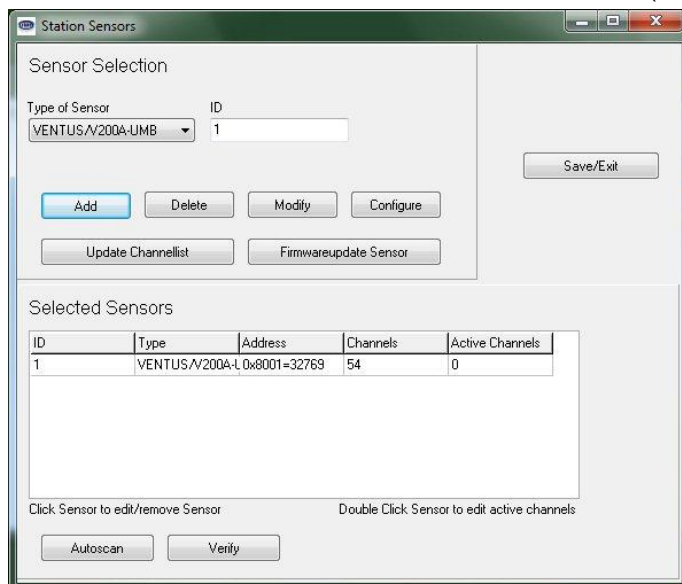 Station Sensors
Sensor Selection
Type of Sensor ID
VENTUS/V200A-UMB 1
Save/Exit
Add Delete Modify Configure
Update Channellist Firmwareupdate Sensor
Selected Sensors
ID Type Address Channels Active Channels
1 VENTUS/V200A-U 0x8001=32769 54 0
Click Sensor to edit/remove Sensor Double Click Sensor to edit active channels
Autoscan Verify